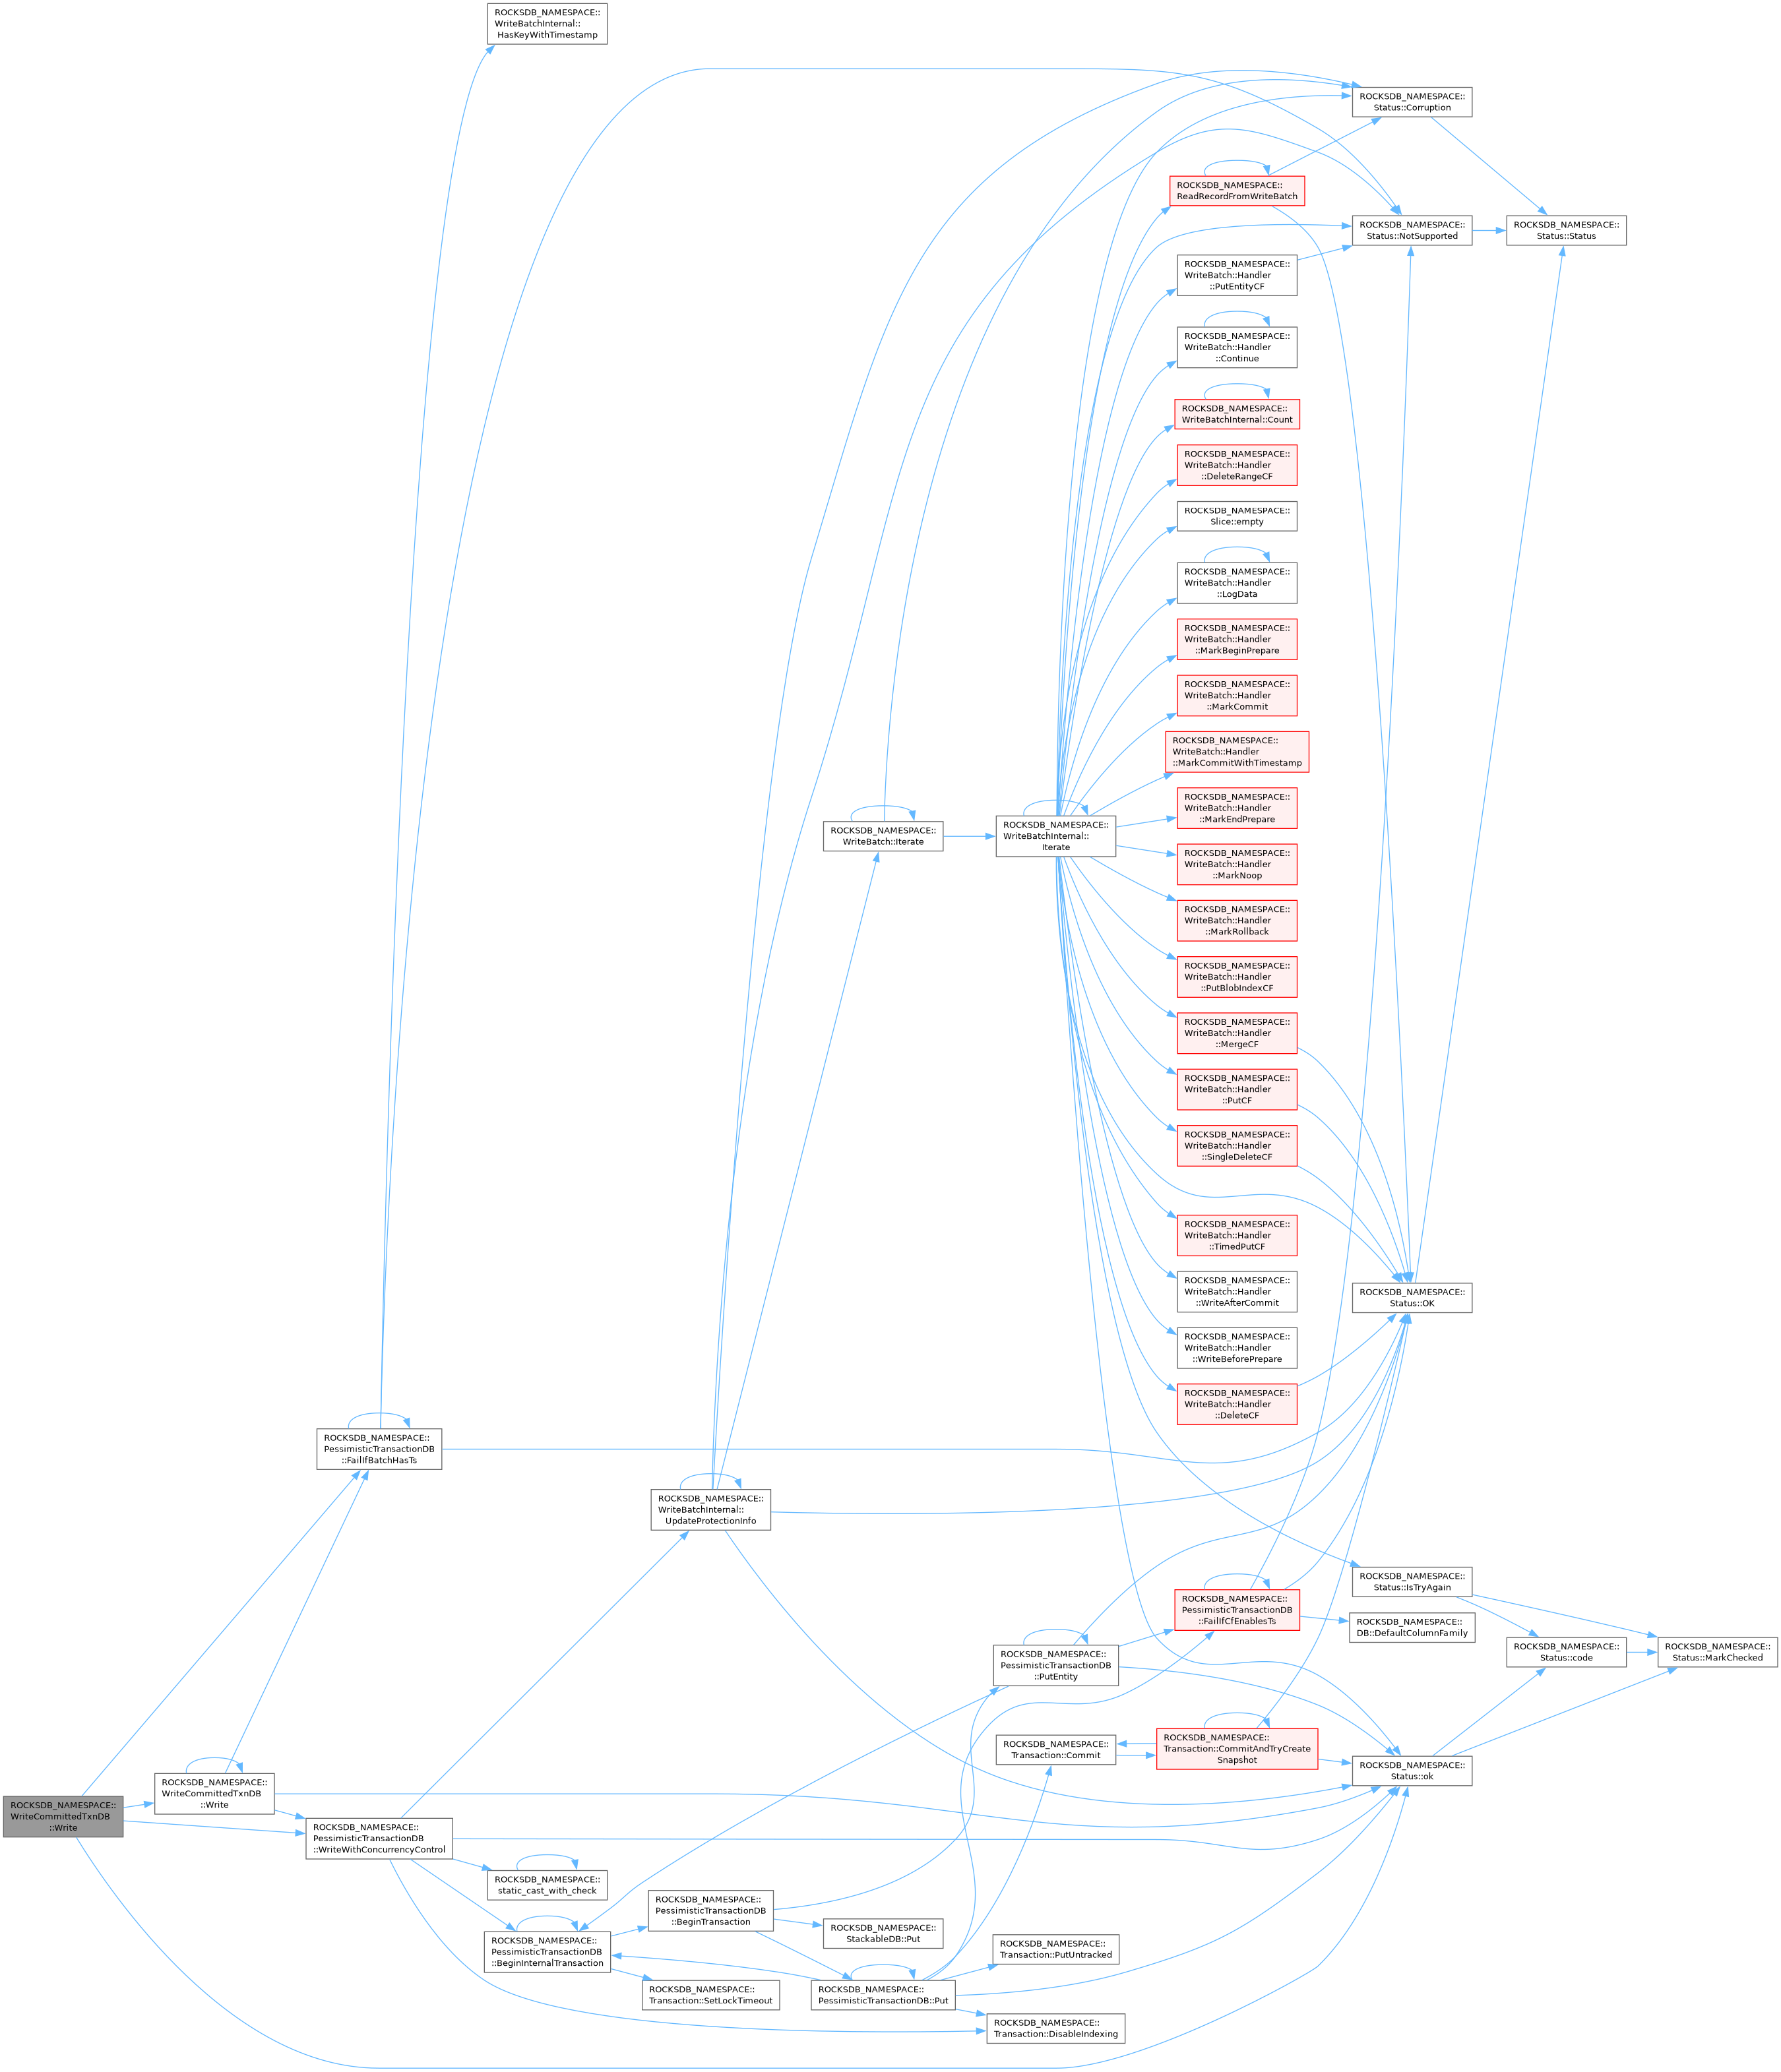 ROCKSDB_NAMESPACE::
WriteBatchInternal::
HasKeyWithTimestamp
ROCKSDB_NAMESPACE::
Status::Corruption
ROCKSDB_NAMESPACE::
ReadRecordFromWriteBatch
ROCKSDB_NAMESPACE::
Status::NotSupported
ROCKSDB_NAMESPACE::
Status::Status
ROCKSDB_NAMESPACE::
WriteBatch::Handler
::PutEntityCF
ROCKSDB_NAMESPACE::
WriteBatch::Handler
::Continue
ROCKSDB_NAMESPACE::
WriteBatchInternal::Count
ROCKSDB_NAMESPACE::
WriteBatch::Handler
::DeleteRangeCF
ROCKSDB_NAMESPACE::
Slice::empty
ROCKSDB_NAMESPACE::
WriteBatch::Handler
::LogData
ROCKSDB_NAMESPACE::
WriteBatch::Handler
::MarkBeginPrepare
ROCKSDB_NAMESPACE::
WriteBatch::Handler
::MarkCommit
ROCKSDB_NAMESPACE::
WriteBatch::Handler
::MarkCommitWithTimestamp
ROCKSDB_NAMESPACE::
WriteBatch::Handler
::MarkEndPrepare
ROCKSDB_NAMESPACE::
WriteBatch::Iterate
ROCKSDB_NAMESPACE::
WriteBatchInternal::
Iterate
ROCKSDB_NAMESPACE::
WriteBatch::Handler
::MarkNoop
ROCKSDB_NAMESPACE::
WriteBatch::Handler
::MarkRollback
ROCKSDB_NAMESPACE::
WriteBatch::Handler
::PutBlobIndexCF
ROCKSDB_NAMESPACE::
WriteBatch::Handler
::MergeCF
ROCKSDB_NAMESPACE::
WriteBatch::Handler
::PutCF
ROCKSDB_NAMESPACE::
WriteBatch::Handler
::SingleDeleteCF
ROCKSDB_NAMESPACE::
WriteBatch::Handler
::TimedPutCF
ROCKSDB_NAMESPACE::
WriteBatch::Handler
::WriteAfterCommit
ROCKSDB_NAMESPACE::
Status::OK
ROCKSDB_NAMESPACE::
WriteBatch::Handler
::WriteBeforePrepare
ROCKSDB_NAMESPACE::
WriteBatch::Handler
::DeleteCF
ROCKSDB_NAMESPACE::
PessimisticTransactionDB
::FailIfBatchHasTs
ROCKSDB_NAMESPACE::
WriteBatchInternal::
UpdateProtectionInfo
ROCKSDB_NAMESPACE::
Status::IsTryAgain
ROCKSDB_NAMESPACE::
PessimisticTransactionDB
::FailIfCfEnablesTs
ROCKSDB_NAMESPACE::
DB::DefaultColumnFamily
ROCKSDB_NAMESPACE::
Status::code
ROCKSDB_NAMESPACE::
Status::MarkChecked
ROCKSDB_NAMESPACE::
PessimisticTransactionDB
::PutEntity
ROCKSDB_NAMESPACE::
Transaction::Commit
ROCKSDB_NAMESPACE::
Transaction::CommitAndTryCreate
Snapshot
ROCKSDB_NAMESPACE::
Status::ok
ROCKSDB_NAMESPACE::
WriteCommittedTxnDB
::Write
ROCKSDB_NAMESPACE::
WriteCommittedTxnDB
::Write
ROCKSDB_NAMESPACE::
PessimisticTransactionDB
::WriteWithConcurrencyControl
ROCKSDB_NAMESPACE::
static_cast_with_check
ROCKSDB_NAMESPACE::
PessimisticTransactionDB
::BeginTransaction
ROCKSDB_NAMESPACE::
StackableDB::Put
ROCKSDB_NAMESPACE::
PessimisticTransactionDB
::BeginInternalTransaction
ROCKSDB_NAMESPACE::
Transaction::PutUntracked
ROCKSDB_NAMESPACE::
Transaction::SetLockTimeout
ROCKSDB_NAMESPACE::
PessimisticTransactionDB::Put
ROCKSDB_NAMESPACE::
Transaction::DisableIndexing